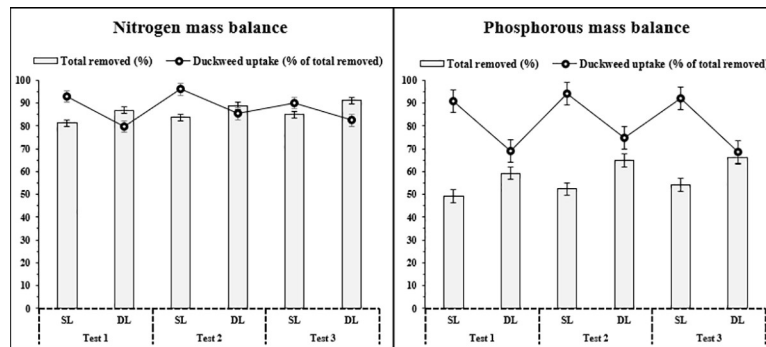 Nitrogen mass balance
Total removed (%) Duckweed uptake (% of total removed)
100
90
80
70
60
50
40
30
20
10
0
SL DL SL DL SL DL
Test 1 Test 2 Test 3
Phosphorous mass balance
Total removed (%) Duckweed uptake (% of total removed)
100
90
80
70
60
50
40
30
20
10
0
SL DL SL DL SL DL
Test 1 Test 2 Test 3